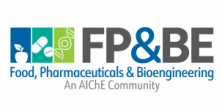 FP&BE
Food, Pharmaceuticals & Bioengineering
An AIChE Community